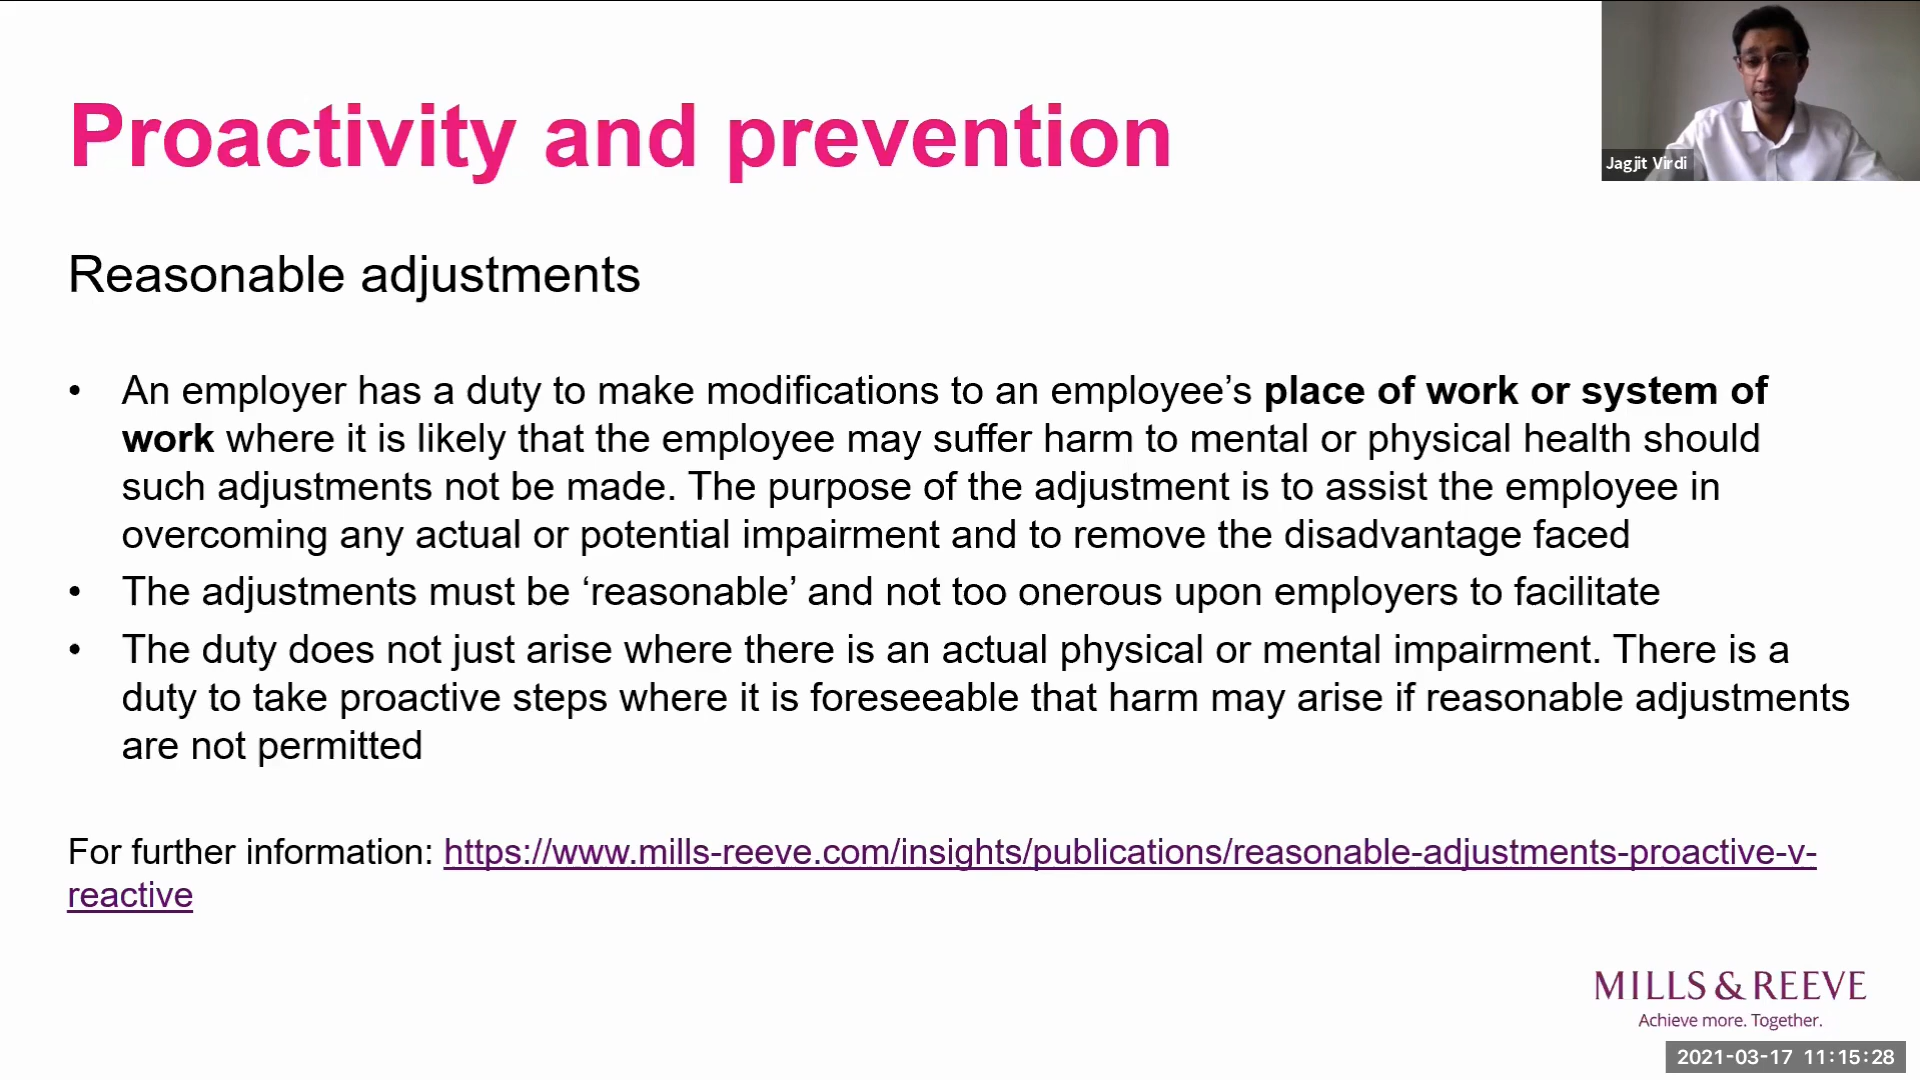 Proactivity and prevention
Jagjit Virdi
Reasonable adjustments
• An employer has a duty to make modifications to an employee’s place of work or system of
work where it is likely that the employee may suffer harm to mental or physical health should
such adjustments not be made. The purpose of the adjustment is to assist the employee in
overcoming any actual or potential impairment and to remove the disadvantage faced
• The adjustments must be ‘reasonable’ and not too onerous upon employers to facilitate
• The duty does not just arise where there is an actual physical or mental impairment. There is a
duty to take proactive steps where it is foreseeable that harm may arise if reasonable adjustments
are not permitted
For further information: https://www.mills-reeve.com/insights/publications/reasonable-adjustments-proactive-v-
reactive
MILLS & REEVE
Achieve more. Together.
2021-03-17 11:15:28